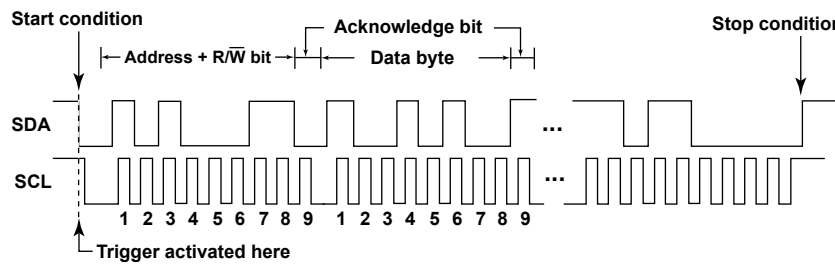 Start condition
Acknowledge bit
Stop condition
Address + R/W̅ bit
Data byte
SDA
...
SCL
...
1 2 3 4 5 6 7 8 9 1 2 3 4 5 6 7 8 9
Trigger activated here